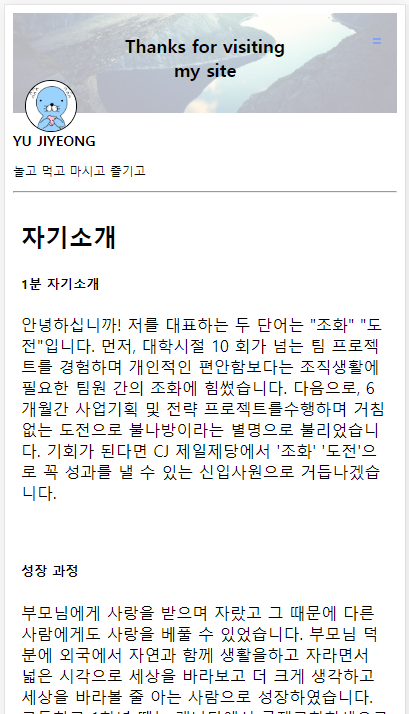 Thanks for visiting
my site
YU JIYEONG
놀고 먹고 마시고 즐기고
자기소개
1분 자기소개
안녕하십니까! 저를 대표하는 두 단어는 "조화" "도
전"입니다. 먼저, 대학시절 10 회가 넘는 팀 프로젝
트를 경험하며 개인적인 편안함보다는 조직생활에
필요한 팀원 간의 조화에 힘썼습니다. 다음으로, 6
개월간 사업기획 및 전략 프로젝트를수행하며 거침
없는 도전으로 불나방이라는 별명으로 불리었습니
다. 기회가 된다면 CJ 제일제당에서 '조화' '도전'으
로 꼭 성과를 낼 수 있는 신입사원으로 거듭나겠습
니다.
성장 과정
부모님에게 사랑을 받으며 자랐고 그 때문에 다른
사람에게도 사랑을 베풀 수 있었습니다. 부모님 덕
분에 외국에서 자연과 함께 생활을하고 자라면서
넓은 시각으로 세상을 바라보고 더 크게 생각하고
세상을 바라볼 줄 아는 사람으로 성장하였습니다.